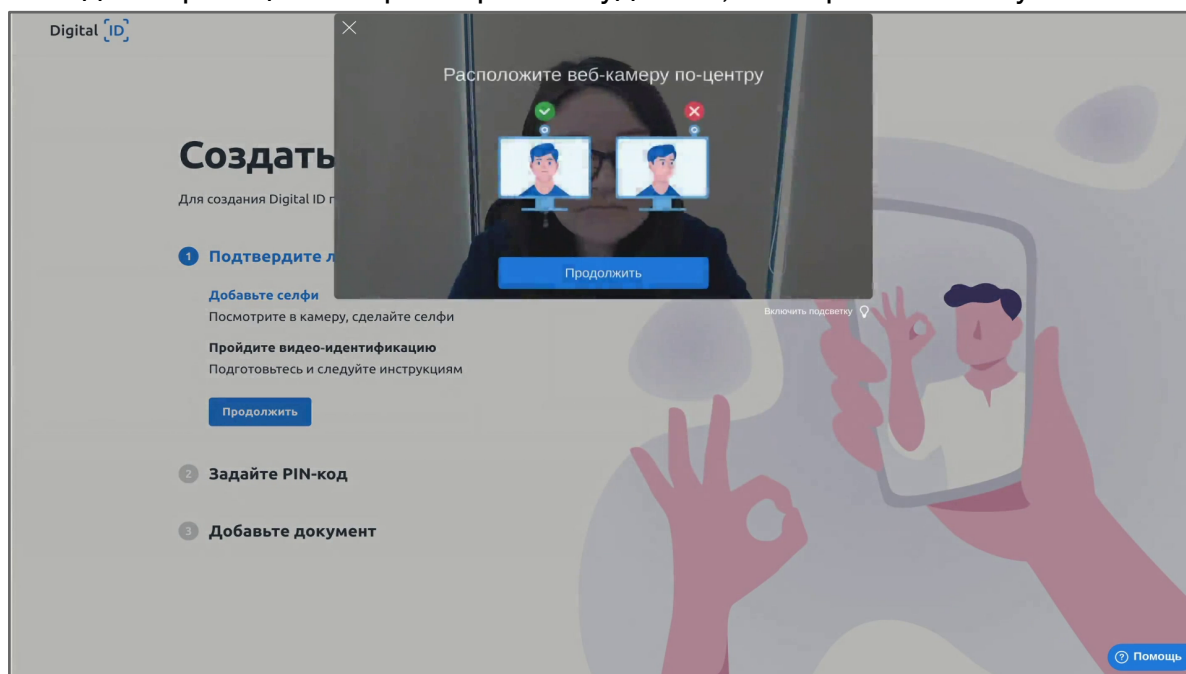 Digital [ID]
Расположите веб-камеру по-центру
Создать
Для создания Digital ID
1 Подтвердите л
Продолжить
Добавьте селфи
Включить подсветку
Посмотрите в камеру, сделайте селфи
Пройдите видео-идентификацию
Подготовьтесь и следуйте инструкциям
Продолжить
2 Задайте PIN-код
3 Добавьте документ
? Помощь